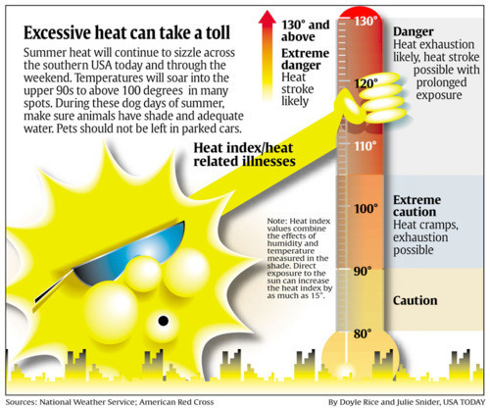 Excessive heat can take a toll
Summer heat will continue to sizzle across
the southern USA today and through the
weekend. Temperatures will soar into the
upper 90s to above 100 degrees in many
spots. During these dog days of summer,
make sure animals have shade and adequate
water. Pets should not be left in parked cars.
Heat index/heat
related illnesses
130° and
above
Extreme
danger
Heat
stroke
likely
130°
120°
110°
100°
90°
80°
Danger
Heat exhaustion
likely, heat stroke
possible with
prolonged
exposure
Extreme
caution
Heat cramps,
exhaustion
possible
Caution
Note: Heat index
values combine
the effects of
humidity and
temperature
measured in the
shade. Direct
exposure to the
sun can increase
the heat index by
as much as 15°.
Sources: National Weather Service; American Red Cross
By Doyle Rice and Julie Snider, USA TODAY